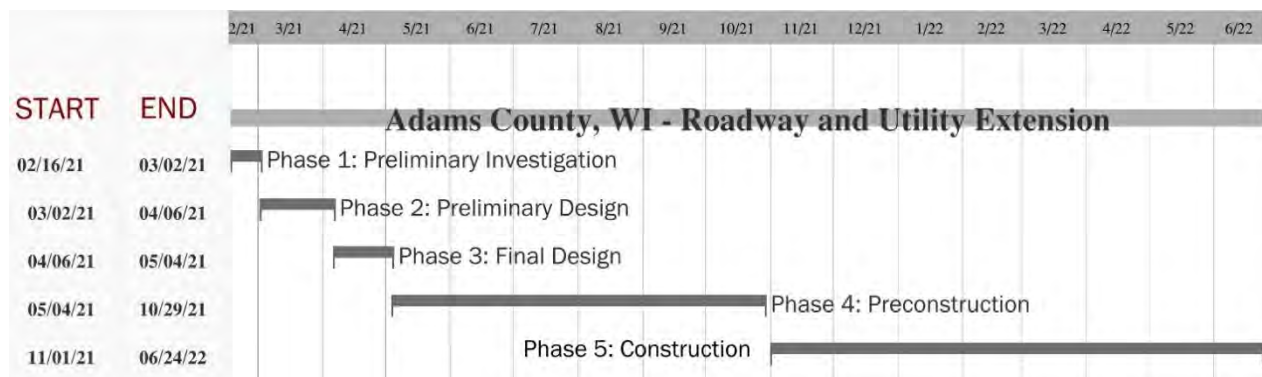 2/21 3/21 4/21 5/21 6/21 7/21 8/21 9/21 10/21 11/21 12/21 1/22 2/22 3/22 4/22 5/22 6/22
START END
Adams County, WI - Roadway and Utility Extension
02/16/21 03/02/21 Phase 1: Preliminary Investigation
03/02/21 04/06/21 Phase 2: Preliminary Design
04/06/21 05/04/21 Phase 3: Final Design
05/04/21 10/29/21 Phase 4: Preconstruction
11/01/21 06/24/22 Phase 5: Construction